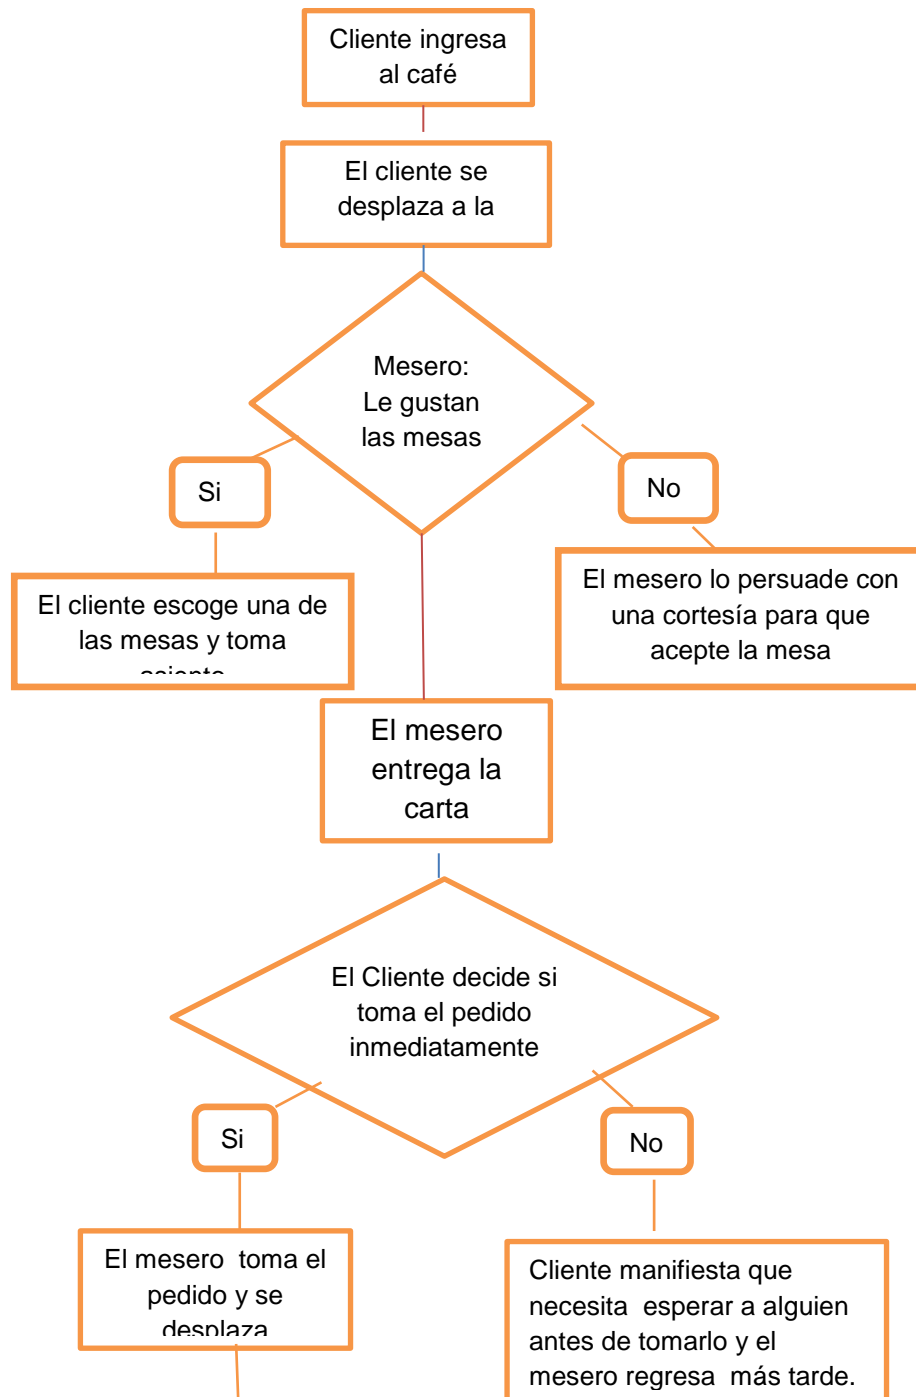 Cliente ingresa
al café
El cliente se
desplaza a la
Mesero:
Le gustan
las mesas
Si
No
El cliente escoge una de
las mesas y toma
asiento
El mesero lo persuade con
una cortesía para que
acepte la mesa
El mesero
entrega la
carta
El Cliente decide si
toma el pedido
inmediatamente
Si
No
El mesero  toma el
pedido y se
desplaza
Cliente manifiesta que
necesita  esperar a alguien
antes de tomarlo y el
mesero regresa  más tarde.